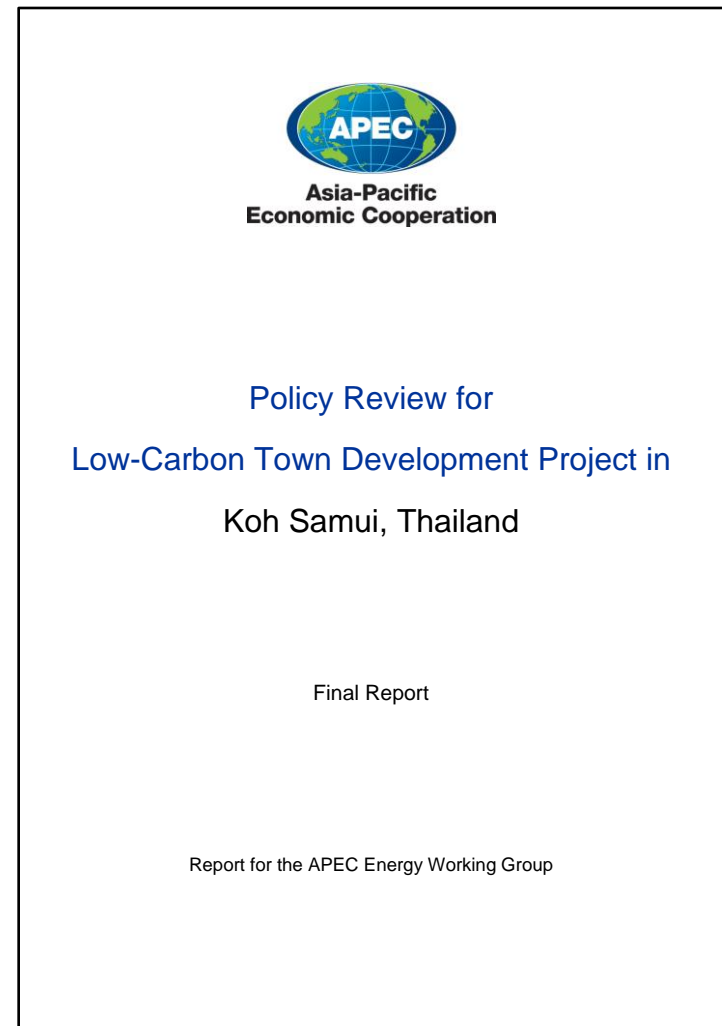 APEC
Asia-Pacific
Economic Cooperation
Policy Review for
Low-Carbon Town Development Project in
Koh Samui, Thailand
Final Report
Report for the APEC Energy Working Group